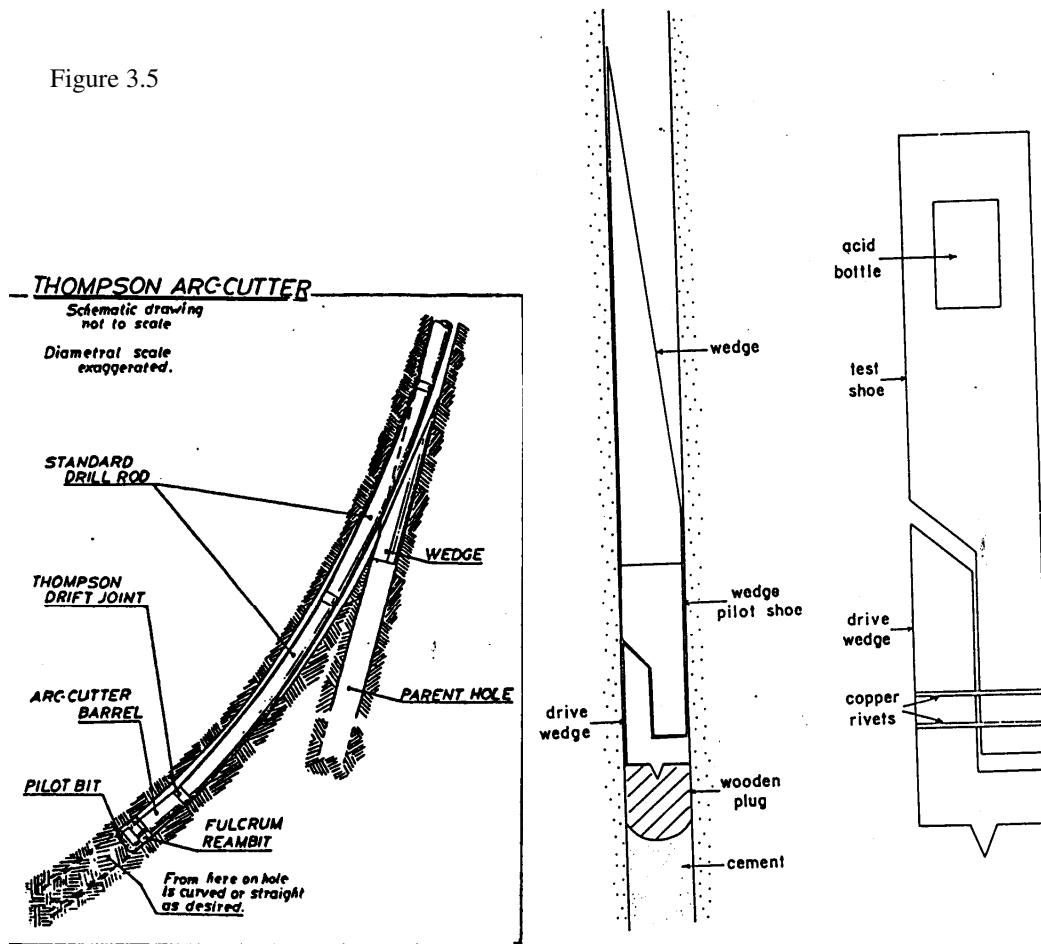 Figure 3.5
THOMPSON ARC-CUTTER
Schematic drawing
not to scale
Diametral scale
exaggerated.
STANDARD
DRILL ROD
WEDGE
THOMPSON
DRIFT JOINT
ARC-CUTTER
BARREL
PARENT HOLE
PILOT BIT
FULCRUM
REAMBIT
From here on hole
is curved or straight
as desired.
wedge
wedge
pilot shoe
drive
wedge
wooden
plug
cement
acid
bottle
test
shoe
drive
wedge
copper
rivets